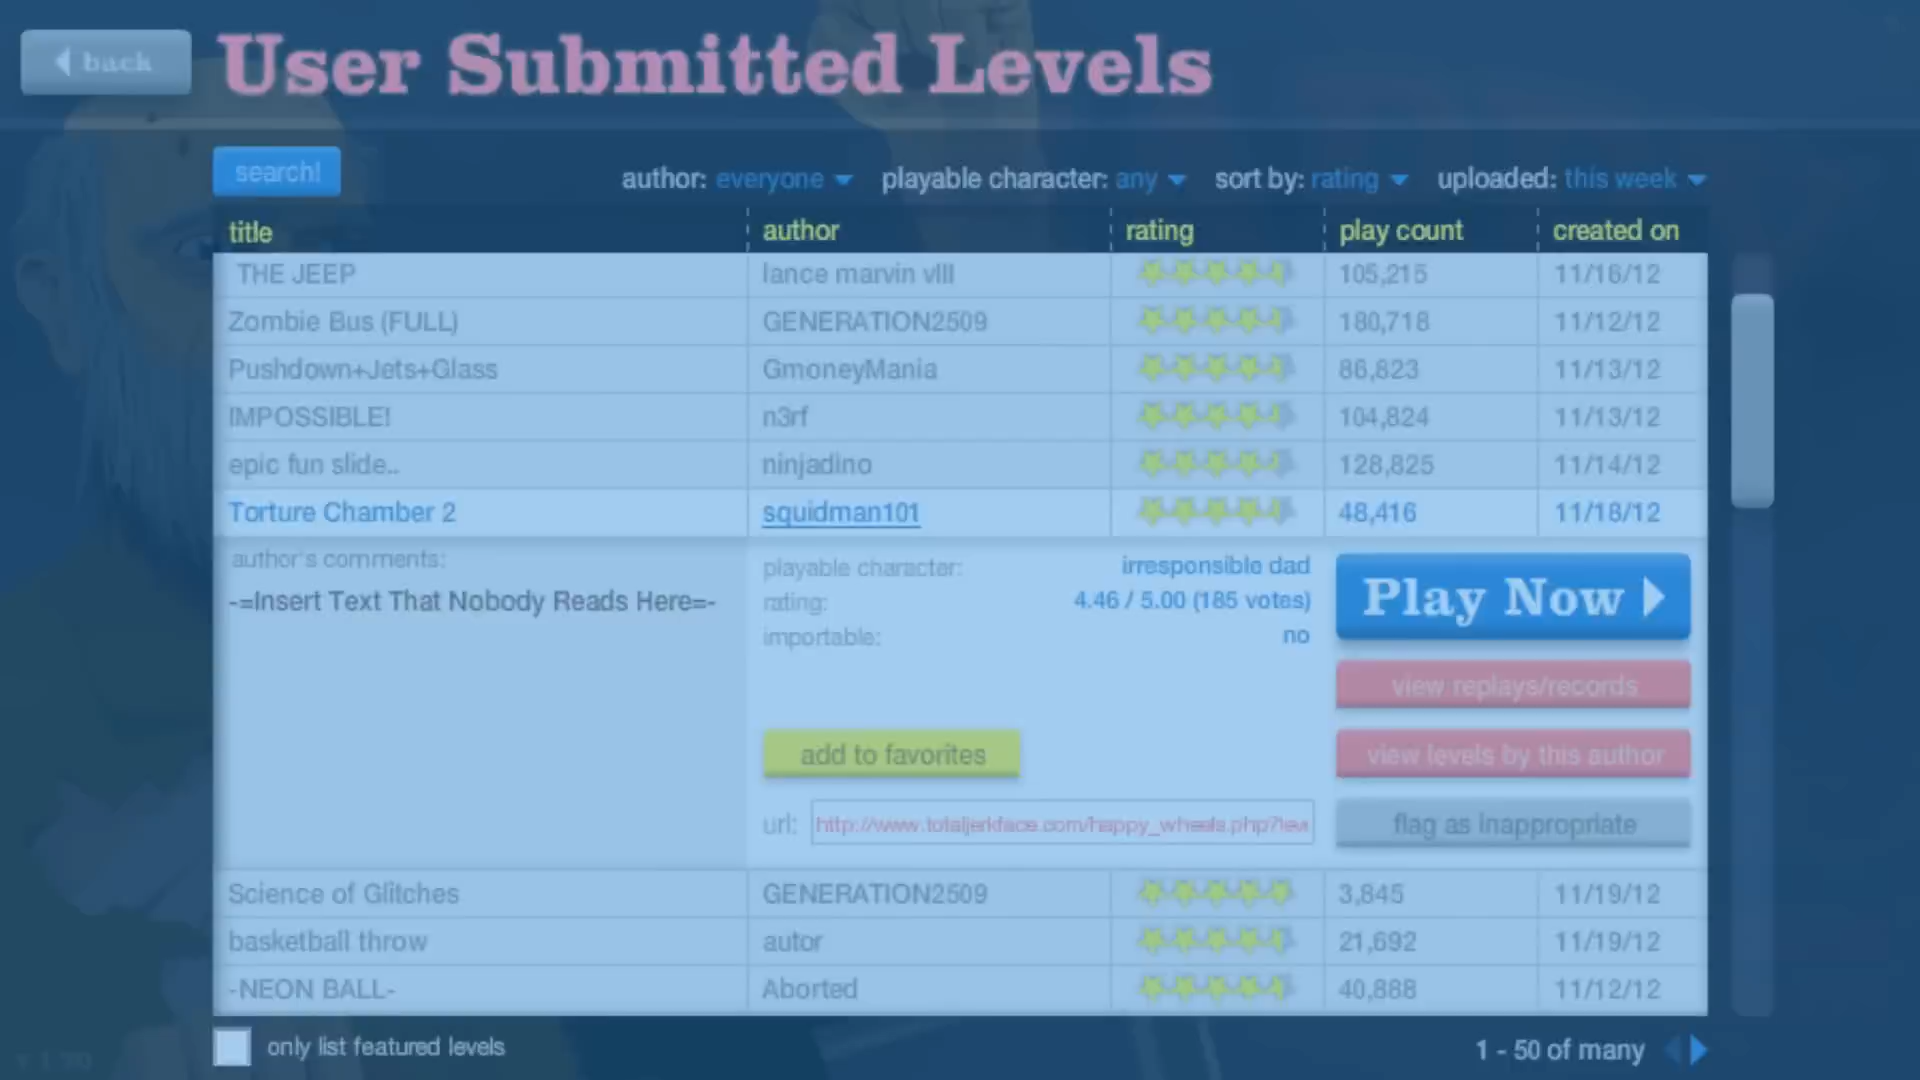 back
User Submitted Levels
search!
author: everyone playable character: any sort by: rating uploaded: this week
title author rating play count created on
THE JEEP lance marvin vIII 105,215 11/16/12
Zombie Bus (FULL) GENERATION2509 180,718 11/12/12
Pushdown+Jets+Glass GmoneyMania 86,823 11/13/12
IMPOSSIBLE! n3rf 104,824 11/13/12
epic fun slide.. ninjadino 128,825 11/14/12
Torture Chamber 2 squidman101 48,416 11/18/12
author's comments:
-=Insert Text That Nobody Reads Here=-
playable character: irresponsible dad
rating: 4.46 / 5.00 (185 votes)
importable: no
Play Now
view replays/records
add to favorites
view levels by this author
url: http://www.totaljerkface.com/happy_wheels.php?leve
flag as inappropriate
Science of Glitches GENERATION2509 3,845 11/19/12
basketball throw autor 21,692 11/19/12
-NEON BALL- Aborted 40,888 11/12/12
only list featured levels
1 - 50 of many